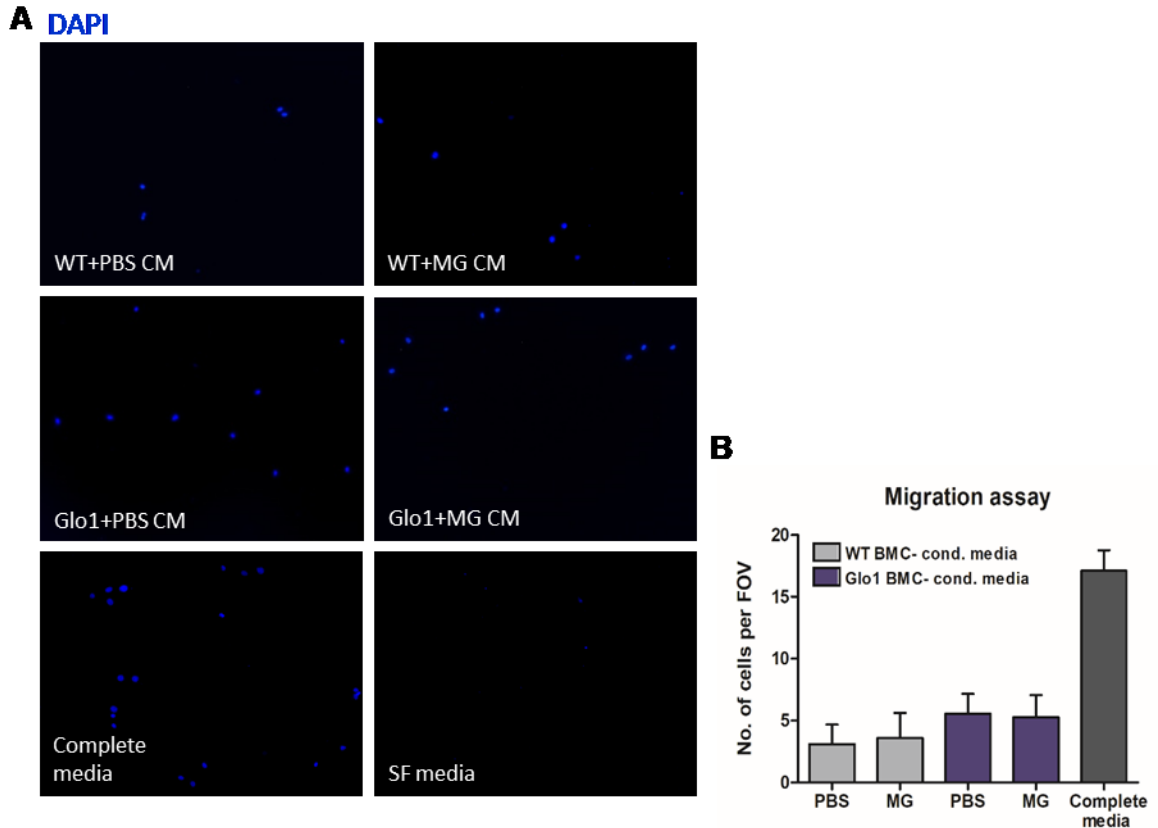 A DAPI
WT+PBS CM
WT+MG CM
Glo1+PBS CM
Glo1+MG CM
Complete
media
SF media
B
Migration assay
No. of cells per FOV
20
15
10
5
0
WT BMC- cond. media
Glo1 BMC- cond. media
PBS
MG
PBS
MG
Complete
media